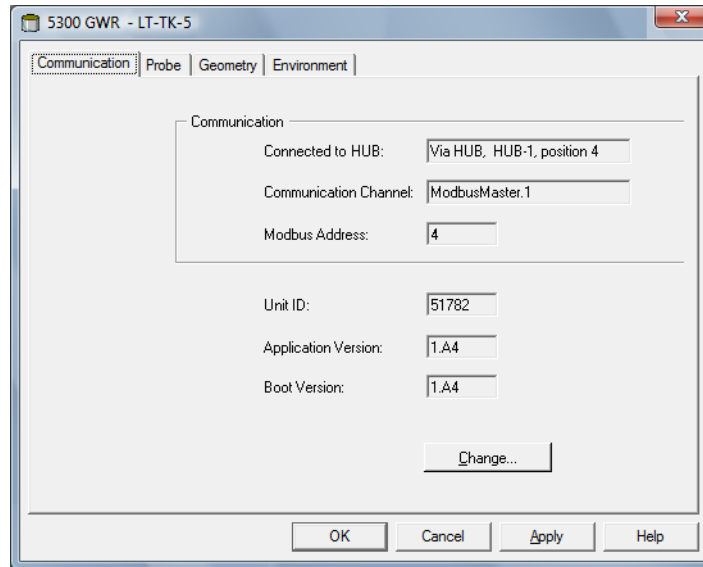 5300 GWR - LT-TK-5
Communication Probe Geometry Environment
Communication
Connected to HUB: Via HUB, HUB-1, position 4
Communication Channel: ModbusMaster.1
Modbus Address: 4
Unit ID: 51782
Application Version: 1.A4
Boot Version: 1.A4
Change...
OK Cancel Apply Help